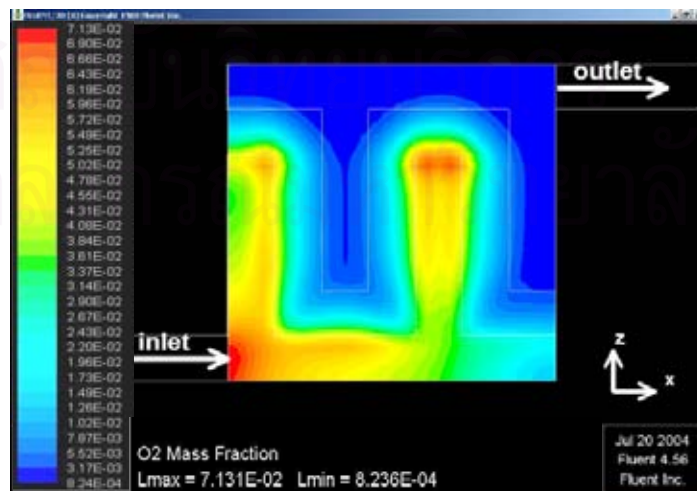 7.13E-02
6.90E-02
6.66E-02
6.43E-02
6.19E-02
5.96E-02
5.72E-02
5.49E-02
5.25E-02
5.02E-02
4.78E-02
4.55E-02
4.31E-02
4.08E-02
3.84E-02
3.61E-02
3.37E-02
3.14E-02
2.90E-02
2.67E-02
2.43E-02
2.20E-02
1.96E-02
1.73E-02
1.49E-02
1.26E-02
1.02E-02
7.87E-03
5.52E-03
3.17E-03
8.24E-04
outlet
inlet
z
x
O2 Mass Fraction
Lmax = 7.131E-02 Lmin = 8.236E-04
Jul 20 2004
Fluent 4.56
Fluent Inc.